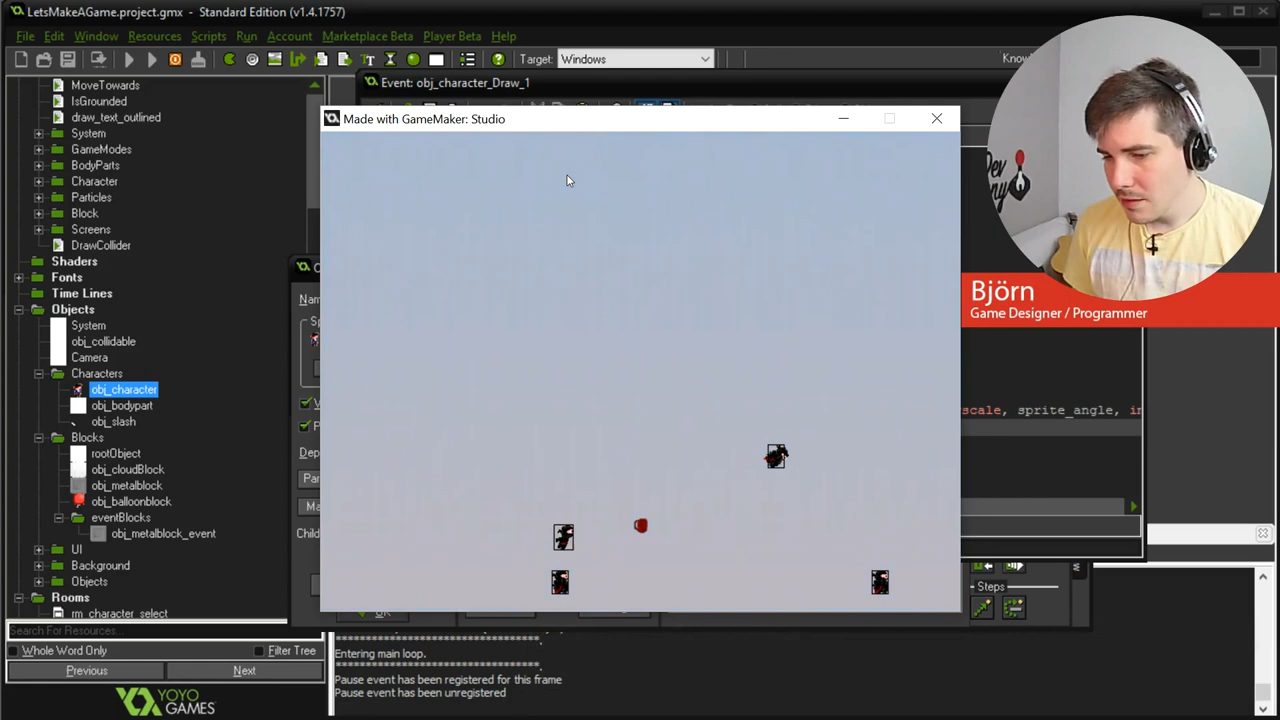 LetsMakeAGame.project.gmx - Standard Edition (v1.4.1757)
File Edit Window Resources Scripts Run Account Marketplace Beta Player Beta Help
Target: Windows
MoveTowards
IsGrounded
draw_text_outlined
System
GameModes
BodyParts
Character
Particles
Block
Screens
DrawCollider
Shaders
Fonts
Time Lines
Objects
System
obj_collidable
Camera
Characters
obj_character
obj_bodypart
obj_slash
Blocks
rootObject
obj_cloudBlock
obj_metalblock
obj_balloonblock
eventBlocks
obj_metalblock_event
UI
Background
Objects
Rooms
rm_character_select
Search For Resources...
Whole Word Only
Filter Tree
Previous
Next
YOYO
GAMES
Event: obj_character_Draw_1
Made with GameMaker: Studio
Björn
Game Designer / Programmer
scale, sprite_angle, in
Steps
****************************************.
Entering main loop.
****************************************.
Pause event has been registered for this frame
Pause event has been unregistered